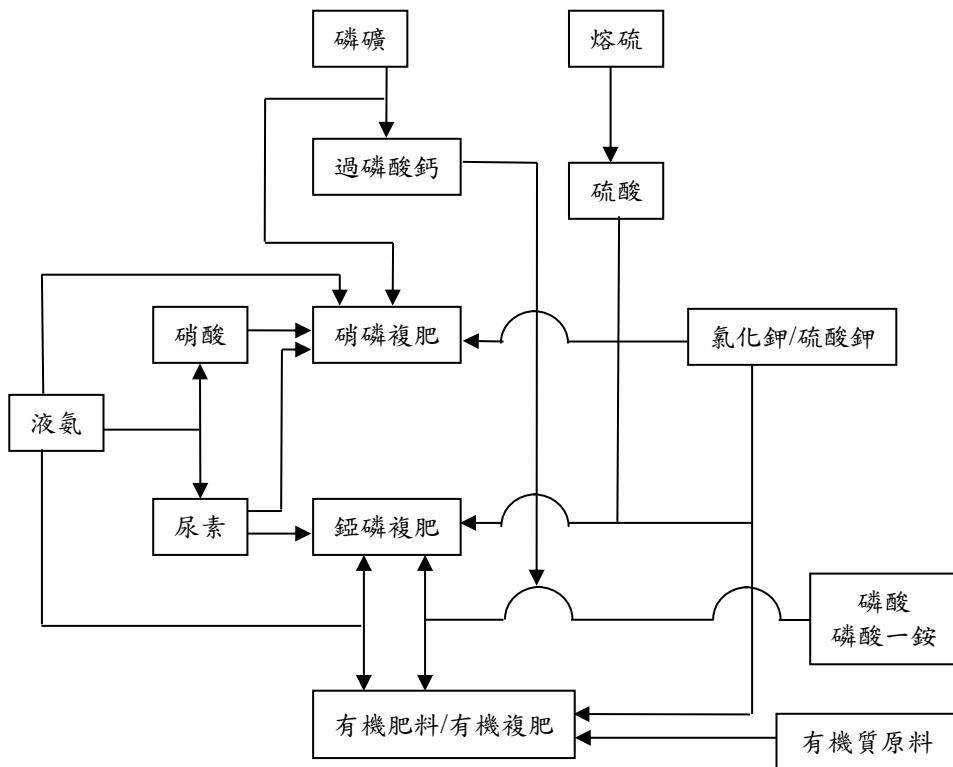 磷礦
熔硫
過磷酸鈣
硫酸
硝酸
硝磷複肥
氯化鉀/硫酸鉀
液氨
尿素
錏磷複肥
磷酸
磷酸一銨
有機肥料/有機複肥
有機質原料